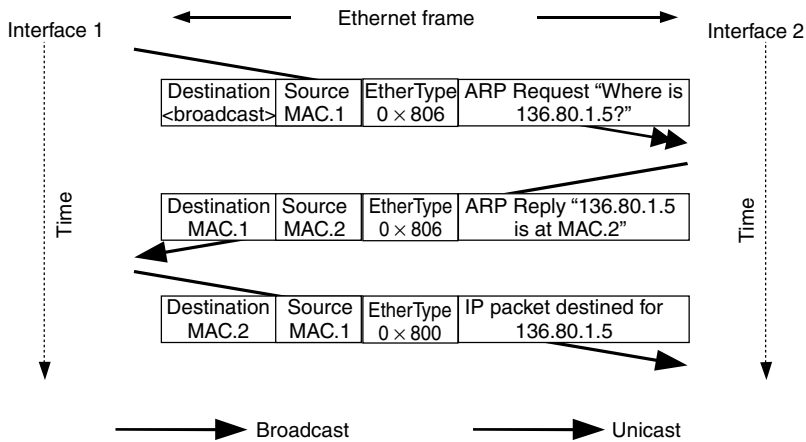 Ethernet frame
Interface 1
Interface 2
Destination
<broadcast>
Source
MAC.1
EtherType
0 × 806
ARP Request “Where is
136.80.1.5?”
Time
Time
Destination
MAC.1
Source
MAC.2
EtherType
0 × 806
ARP Reply “136.80.1.5
is at MAC.2”
Destination
MAC.2
Source
MAC.1
EtherType
0 × 800
IP packet destined for
136.80.1.5
Broadcast
Unicast